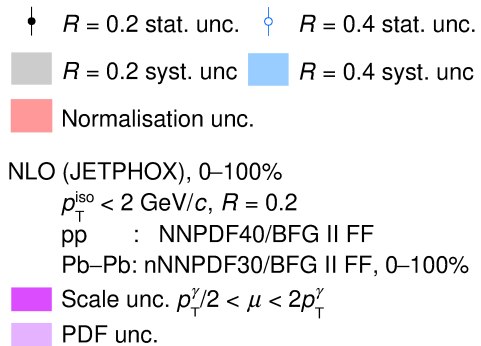 R = 0.2 stat. unc. R = 0.4 stat. unc.
R = 0.2 syst. unc R = 0.4 syst. unc
Normalisation unc.
NLO (JETPHOX), 0–100%
p_T^iso < 2 GeV/c, R = 0.2
pp : NNPDF40/BFG II FF
Pb–Pb: nNNPDF30/BFG II FF, 0–100%
Scale unc. p_T^γ/2 < μ < 2p_T^γ
PDF unc.